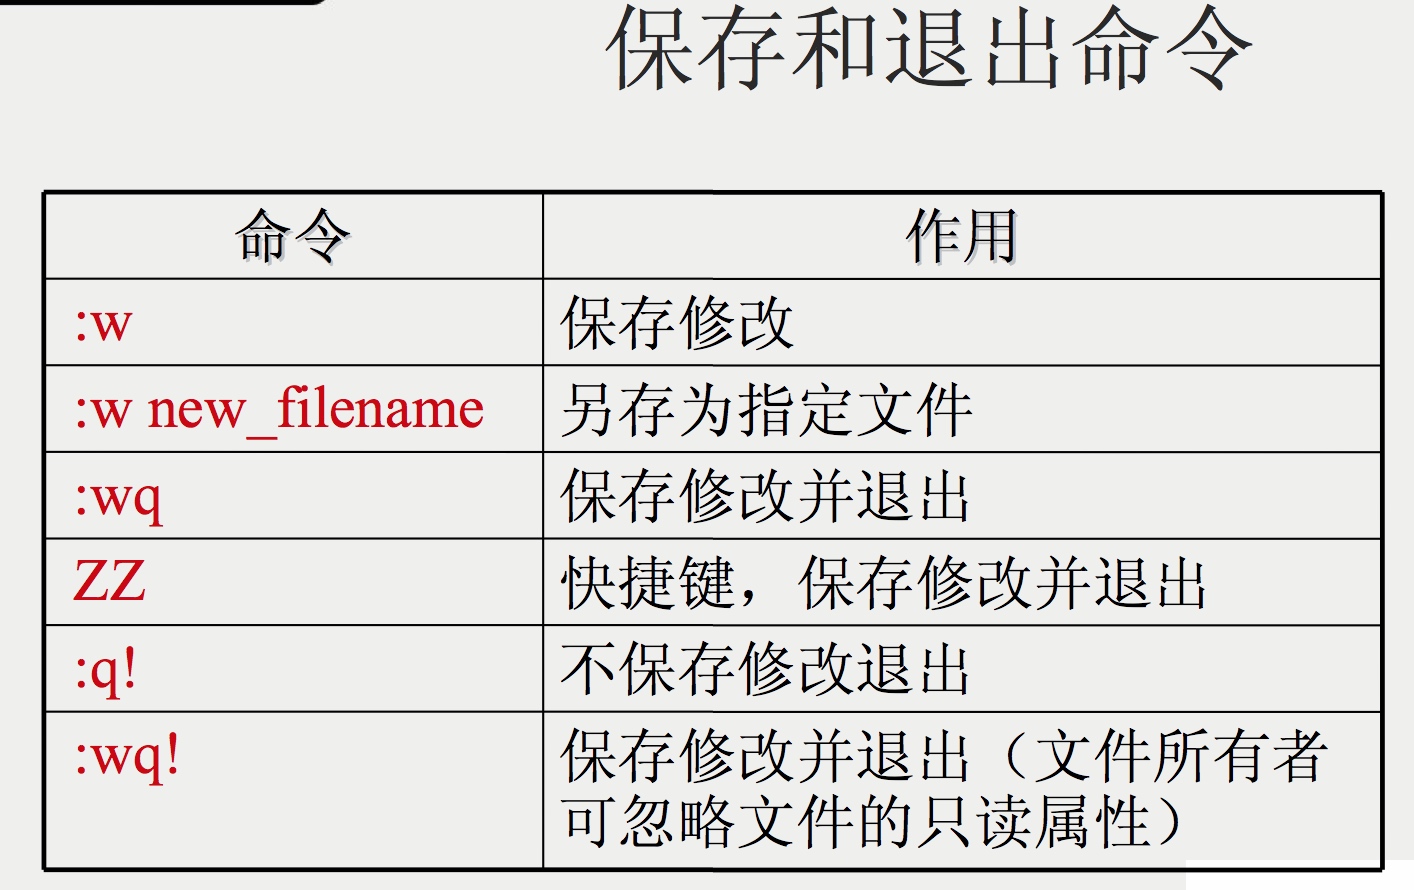 保存和退出命令
命令 作用
:w 保存修改
:w new_filename 另存为指定文件
:wq 保存修改并退出
ZZ 快捷键，保存修改并退出
:q! 不保存修改退出
:wq! 保存修改并退出（文件所有者
可忽略文件的只读属性）